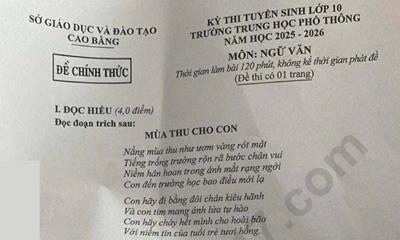 SỞ GIÁO DỤC VÀ ĐÀO TẠO
CAO BẰNG
ĐỀ CHÍNH THỨC
KỲ THI TUYỂN SINH LỚP 10
TRƯỜNG TRUNG HỌC PHỔ THÔNG
NĂM HỌC 2025 - 2026
MÔN: NGỮ VĂN
Thời gian làm bài 120 phút, không kể thời gian phát đề
(Đề thi có 01 trang)
I. ĐỌC HIỂU (4,0 điểm)
Đọc đoạn trích sau:
MÙA THU CHO CON
Nắng mùa thu như ươm vàng rót mật
Tiếng trống trường rộn rã bước chân vui
Niềm hân hoan trong ánh mắt rạng ngời
Con đến trường học bao điều mới lạ
Con hãy đi bằng đôi chân kiêu hãnh
Và con tim mang ánh lửa tự hào
Con hãy cháy hết mình cho hoài bão
Với niềm tin của tuổi trẻ tươi hồng.